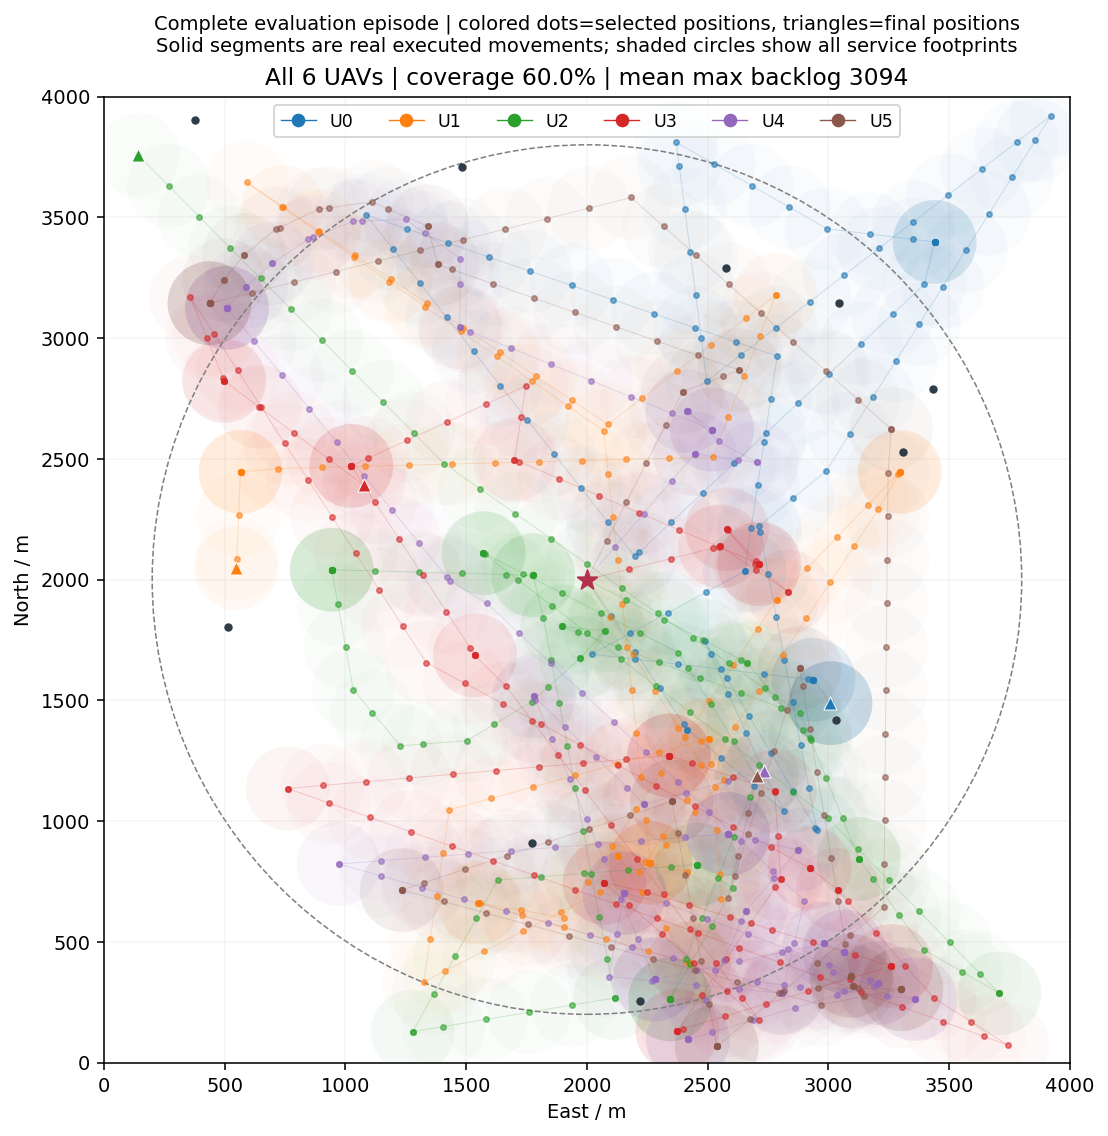 Complete evaluation episode | colored dots=selected positions, triangles=final positions
Solid segments are real executed movements; shaded circles show all service footprints
All 6 UAVs | coverage 60.0% | mean max backlog 3094
U0 U1 U2 U3 U4 U5
4000
3500
3000
2500
2000
1500
1000
500
0
North / m
0 500 1000 1500 2000 2500 3000 3500 4000
East / m